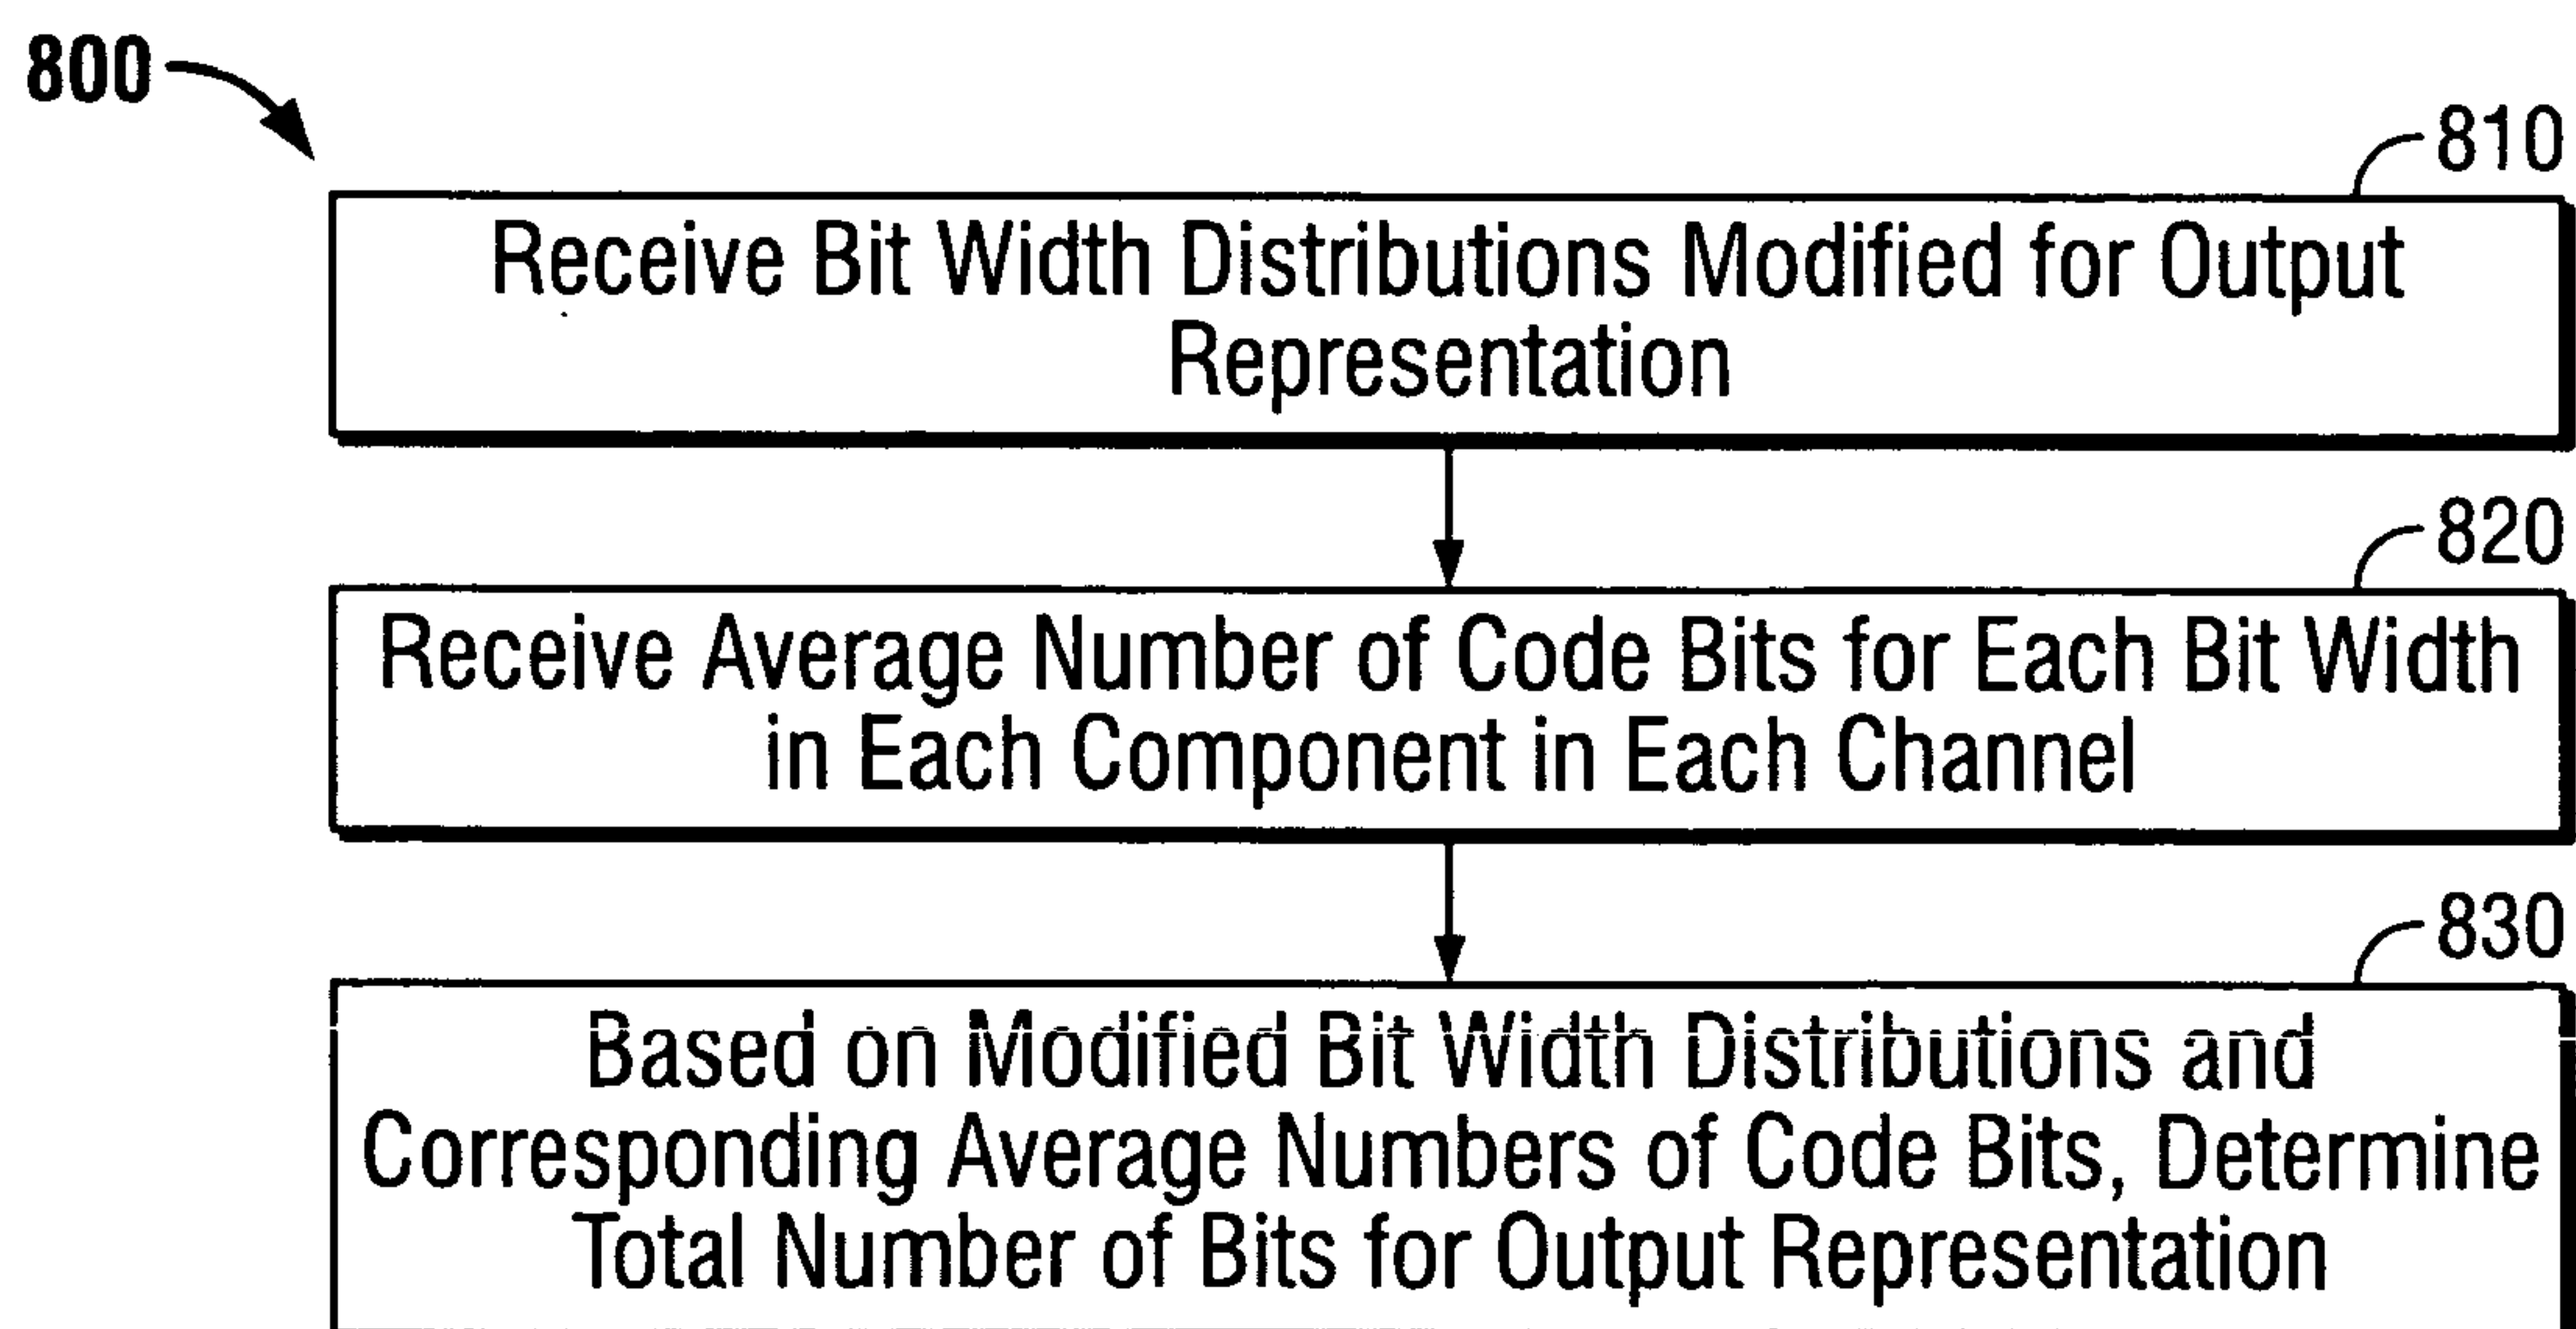 800
810
Receive Bit Width Distributions Modified for Output
Representation
820
Receive Average Number of Code Bits for Each Bit Width
in Each Component in Each Channel
830
Based on Modified Bit Width Distributions and
Corresponding Average Numbers of Code Bits, Determine
Total Number of Bits for Output Representation